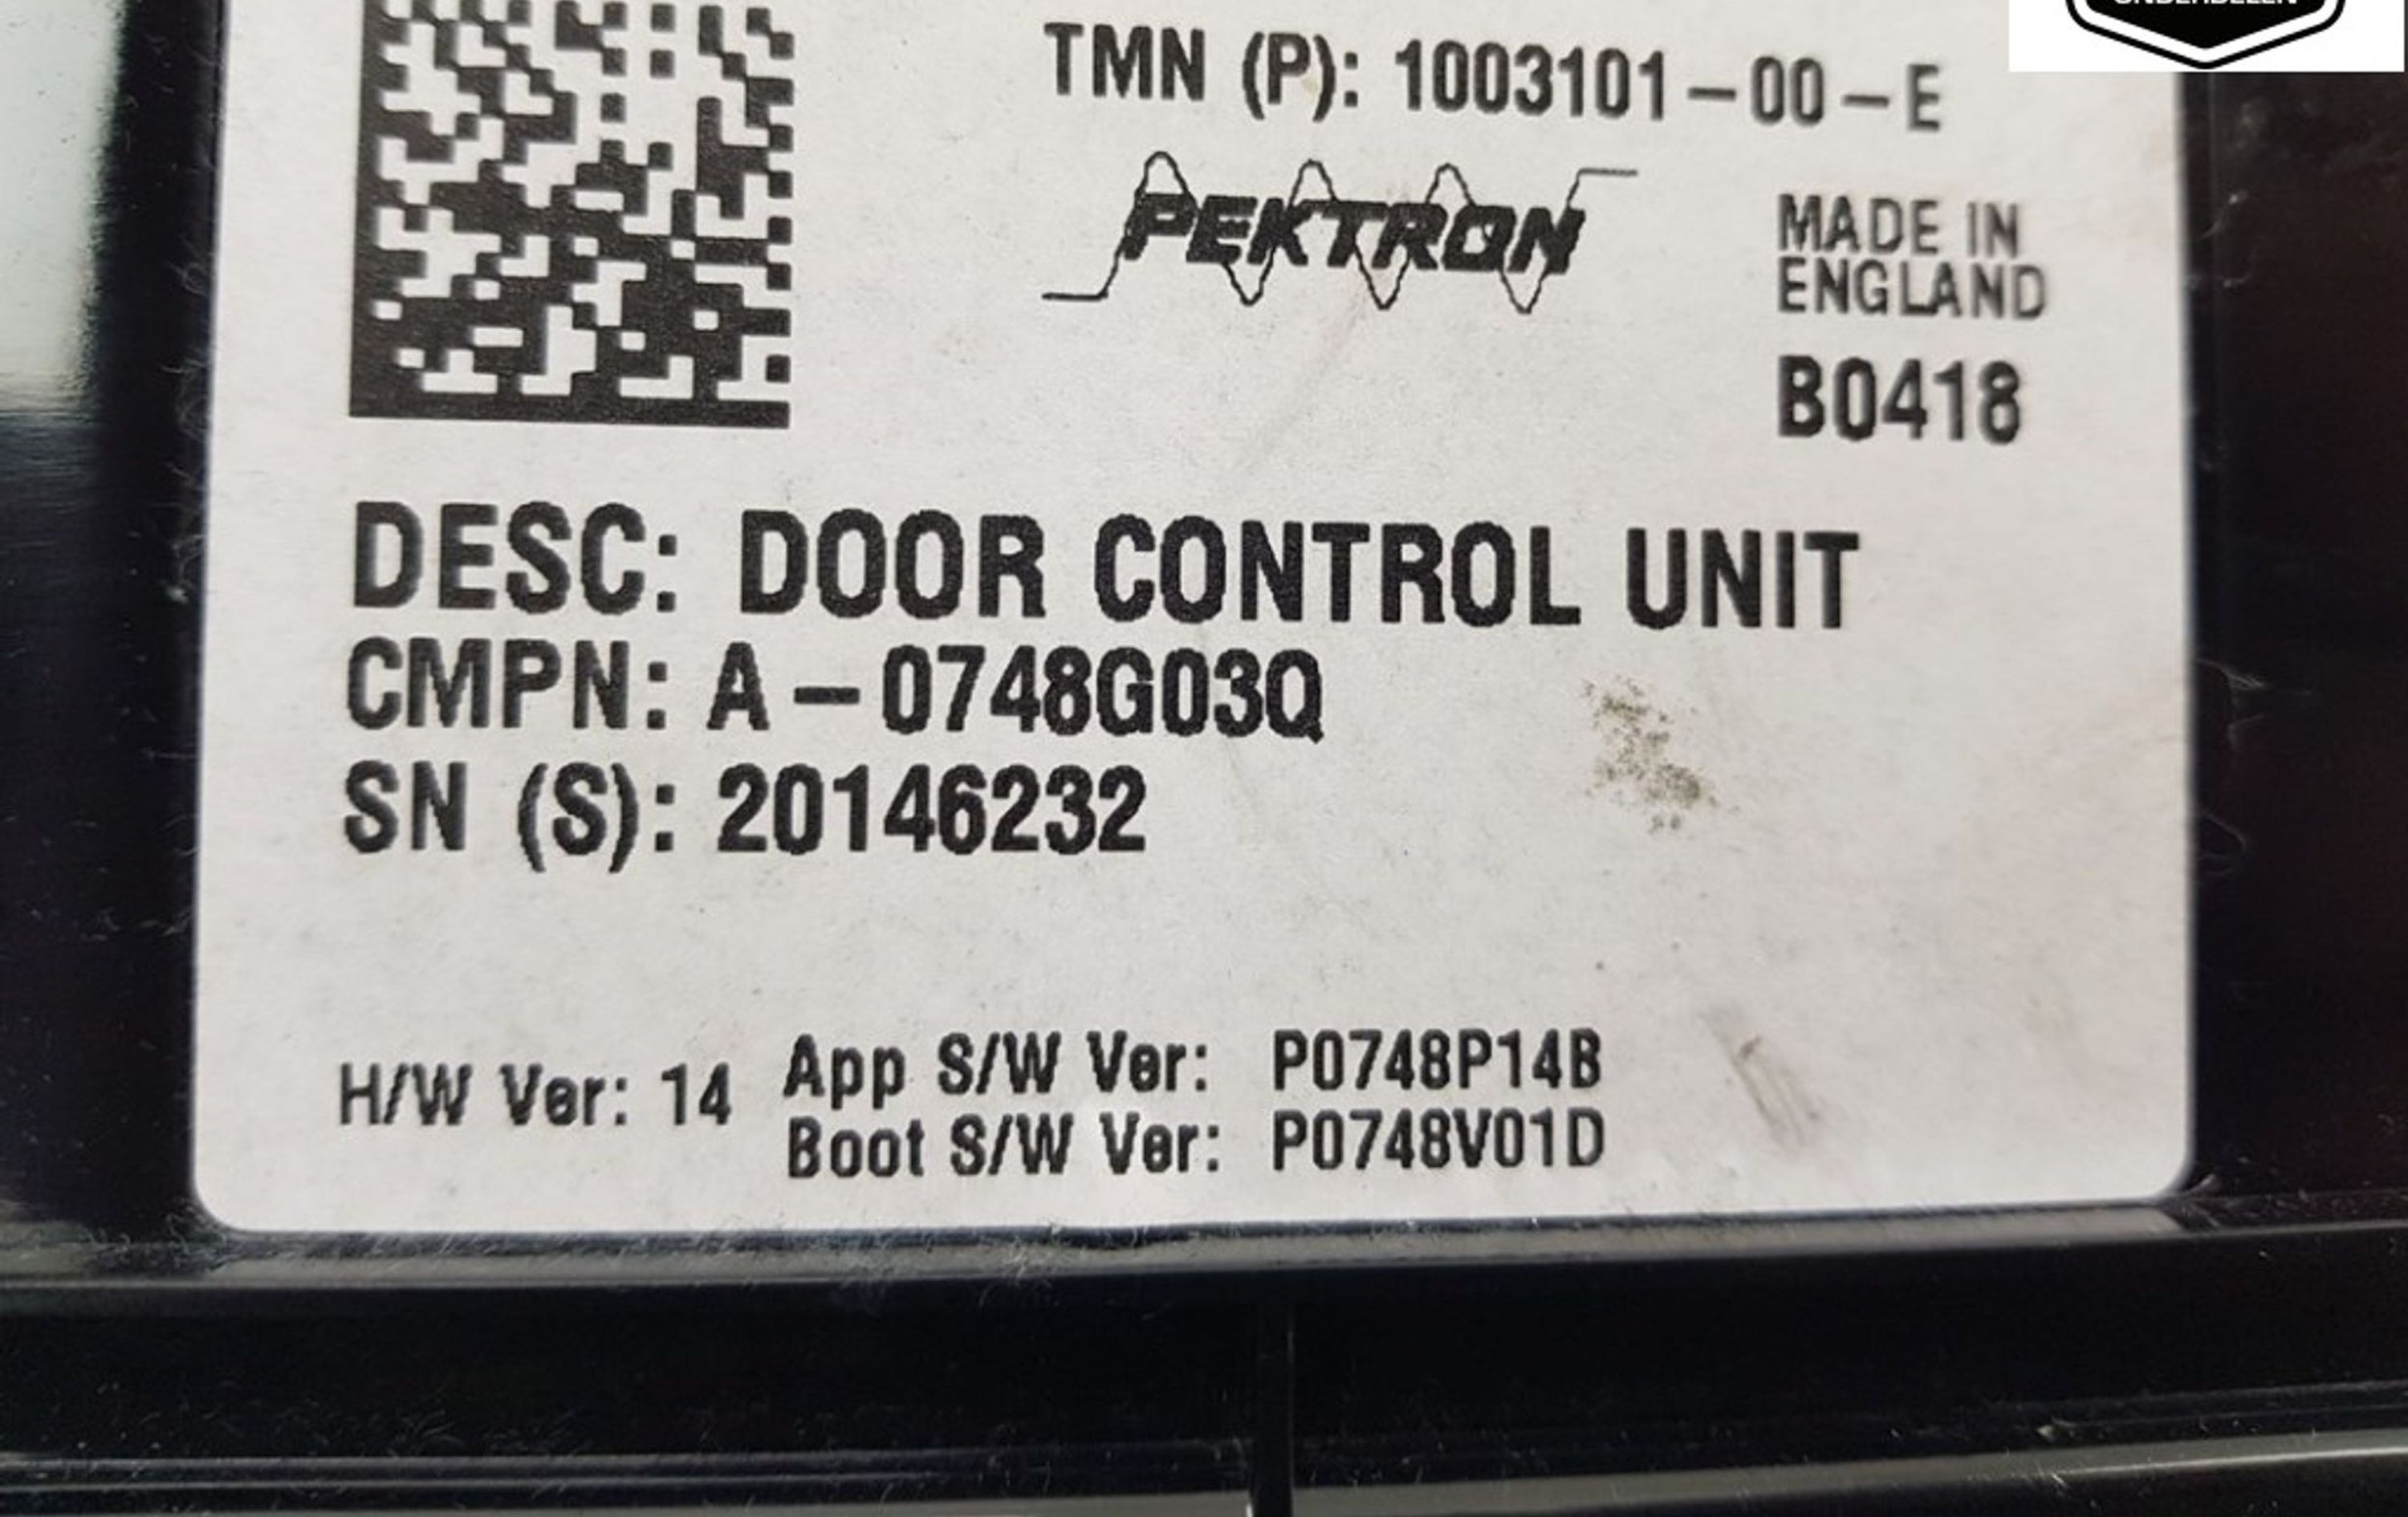 TMN (P): 1003101-00-E
PEKTRON
MADE IN
ENGLAND
B0418
DESC: DOOR CONTROL UNIT
CMPN: A-0748G03Q
SN (S): 20146232
H/W Ver: 14
App S/W Ver: P0748P14B
Boot S/W Ver: P0748V01D